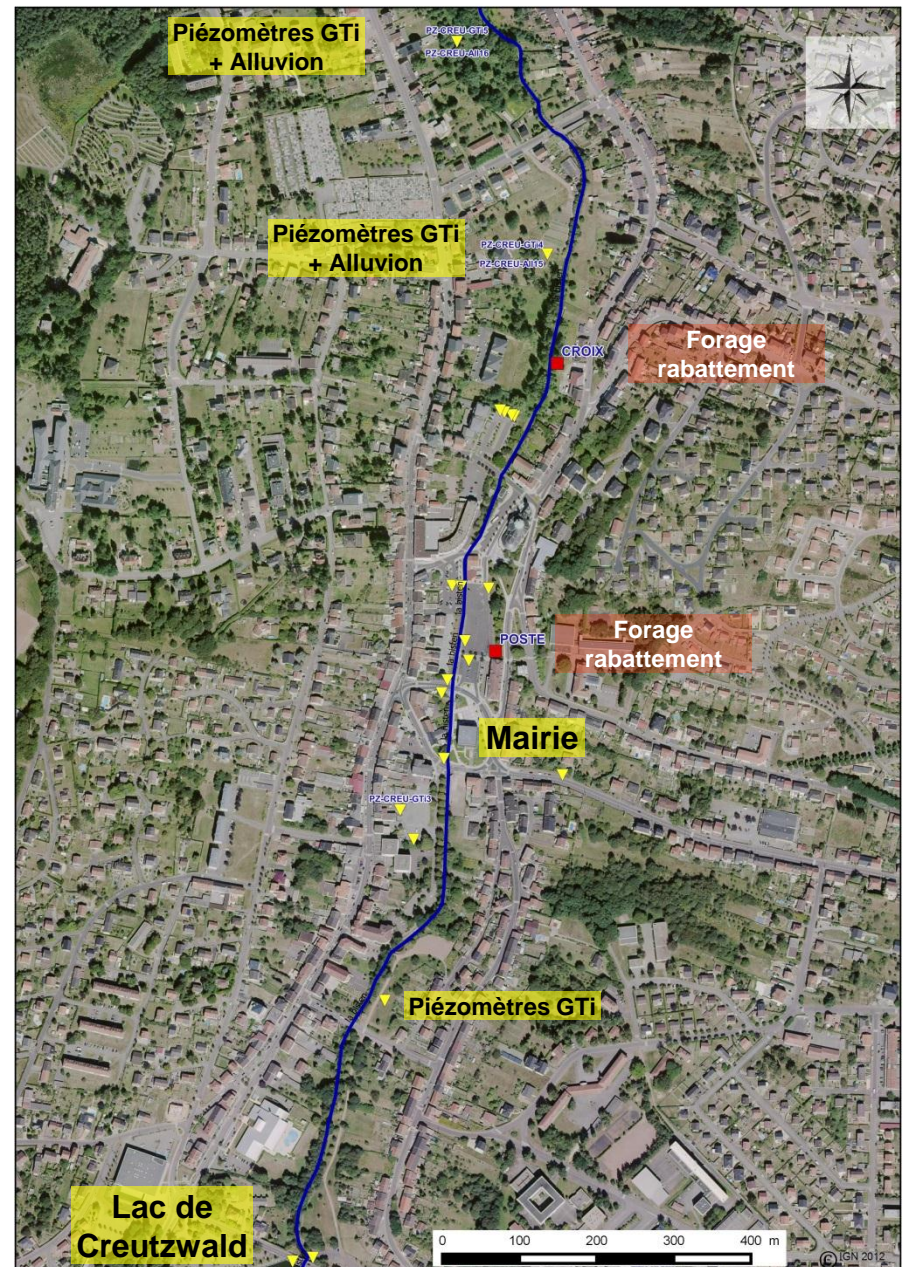 Piézomètres GTi
+ Alluvion
PZ-CREU-GTi5
PZ-CREU-All16
N
Piézomètres GTi
+ Alluvion
PZ-CREU-GTi4
PZ-CREU-All15
CROIX
Forage
rabattement
POSTE
Forage
rabattement
Mairie
PZ-CREU-GTi3
Piézomètres GTi
Lac de
Creutzwald
0 100 200 300 400 m
© IGN 2012